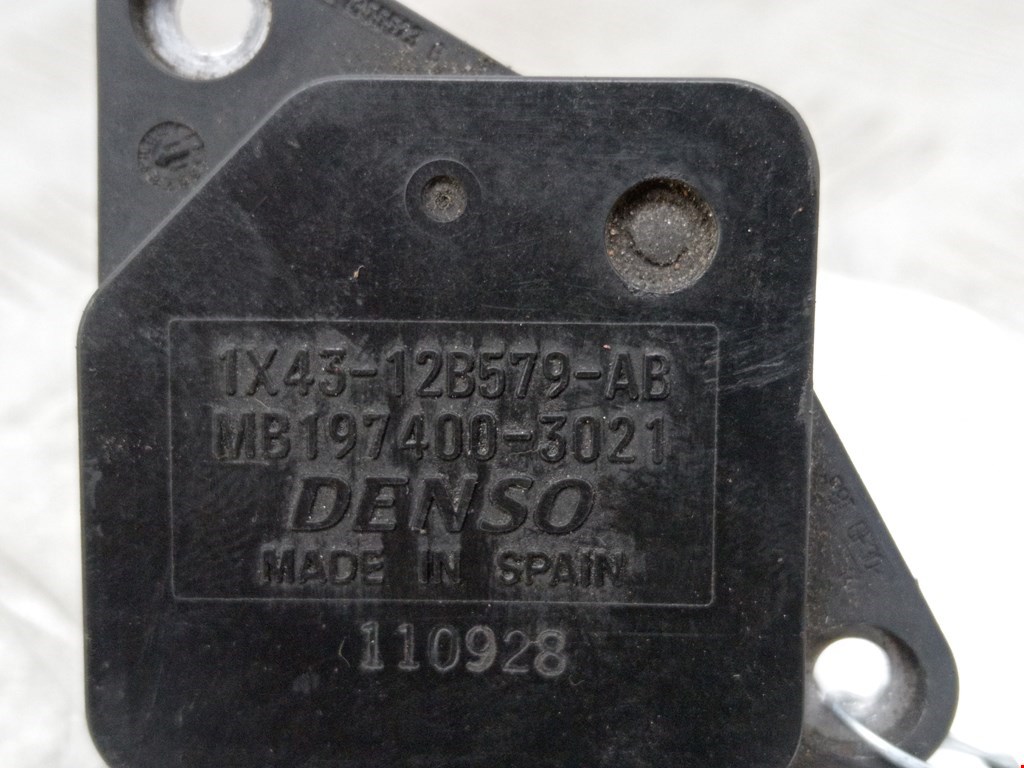 1X43-12B579-AB
MB197400-3021
DENSO
MADE IN SPAIN
110928